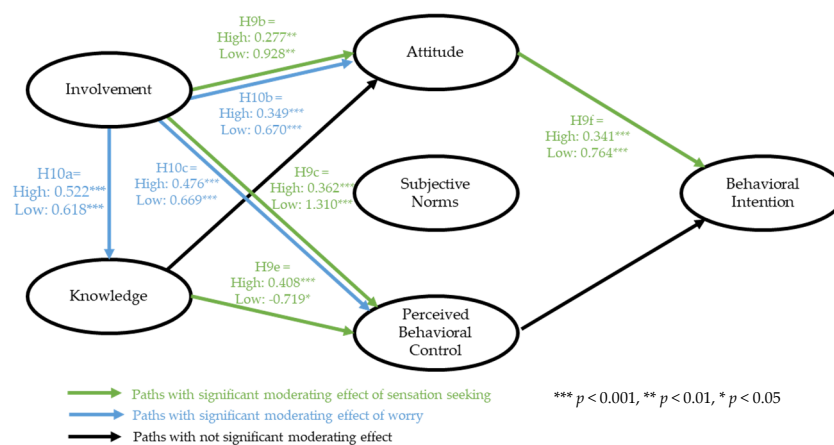 H9b =
High: 0.277**
Low: 0.928**
Attitude
Involvement
H10b =
High: 0.349***
Low: 0.670***
H9f =
High: 0.341***
Low: 0.764***
H10a=
High: 0.522***
Low: 0.618***
H10c =
High: 0.476***
Low: 0.669***
H9c =
High: 0.362***
Low: 1.310***
Subjective
Norms
Behavioral
Intention
H9e =
High: 0.408***
Low: -0.719*
Knowledge
Perceived
Behavioral
Control
Paths with significant moderating effect of sensation seeking
Paths with significant moderating effect of worry
Paths with not significant moderating effect
*** p < 0.001, ** p < 0.01, * p < 0.05